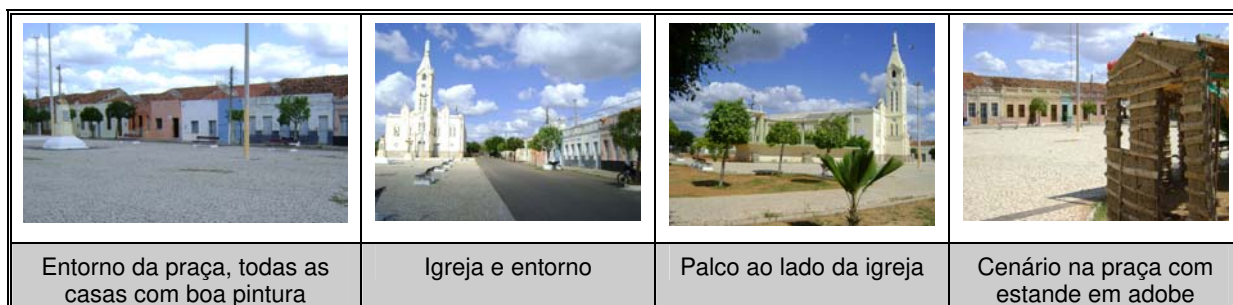 Entorno da praça, todas as
casas com boa pintura
Igreja e entorno
Palco ao lado da igreja
Cenário na praça com
estande em adobe